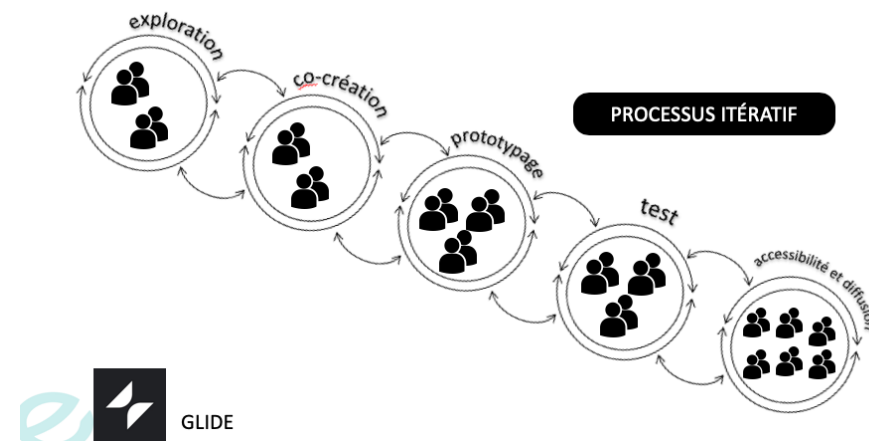 exploration
co-création
PROCESSUS ITÉRATIF
prototypage
test
accessibilité et diffusion
GLIDE